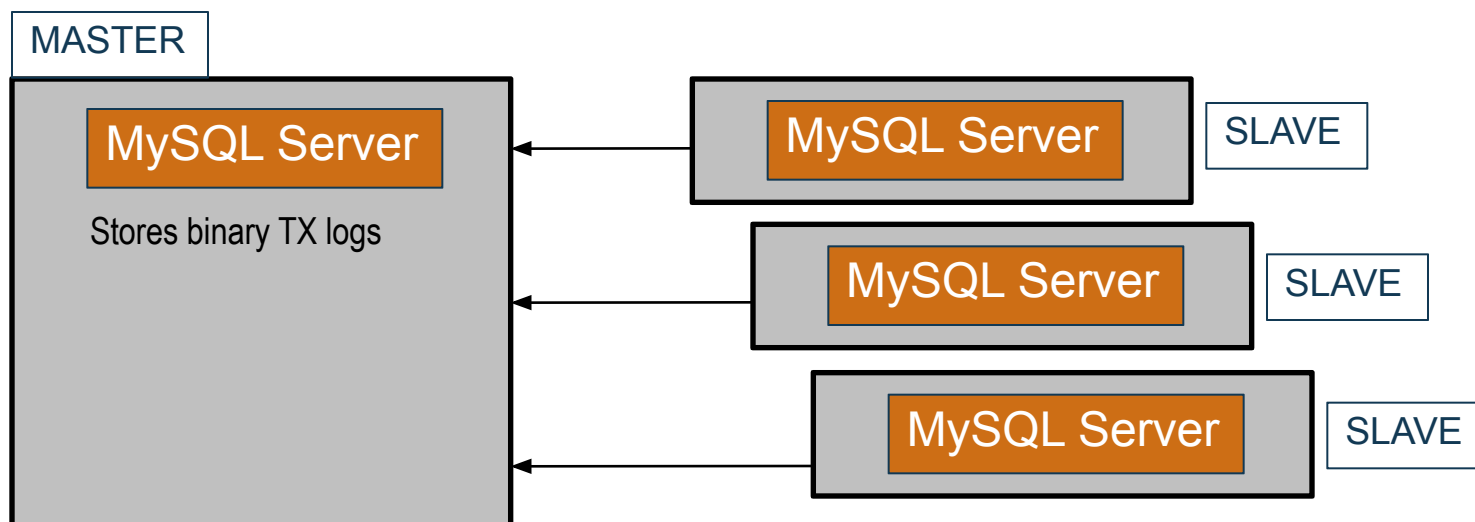 MASTER
MySQL Server
Stores binary TX logs
MySQL Server
SLAVE
MySQL Server
SLAVE
MySQL Server
SLAVE